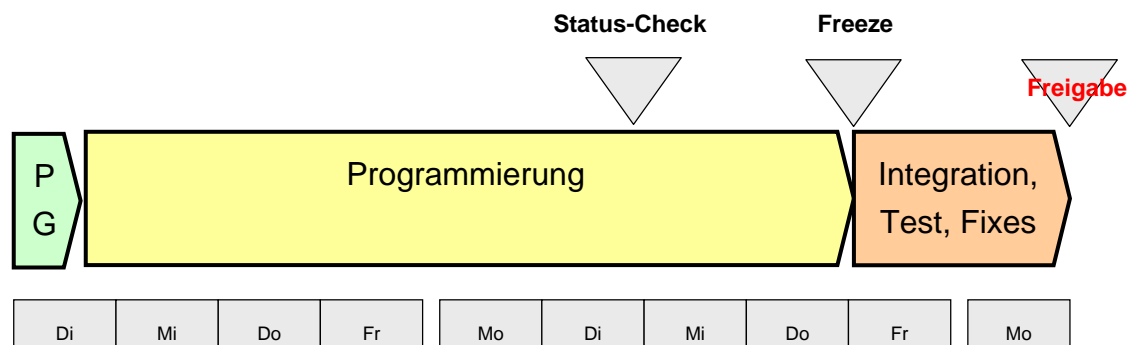 Status-Check Freeze
Freigabe
P
G
Programmierung
Integration,
Test, Fixes
Di Mi Do Fr Mo Di Mi Do Fr Mo